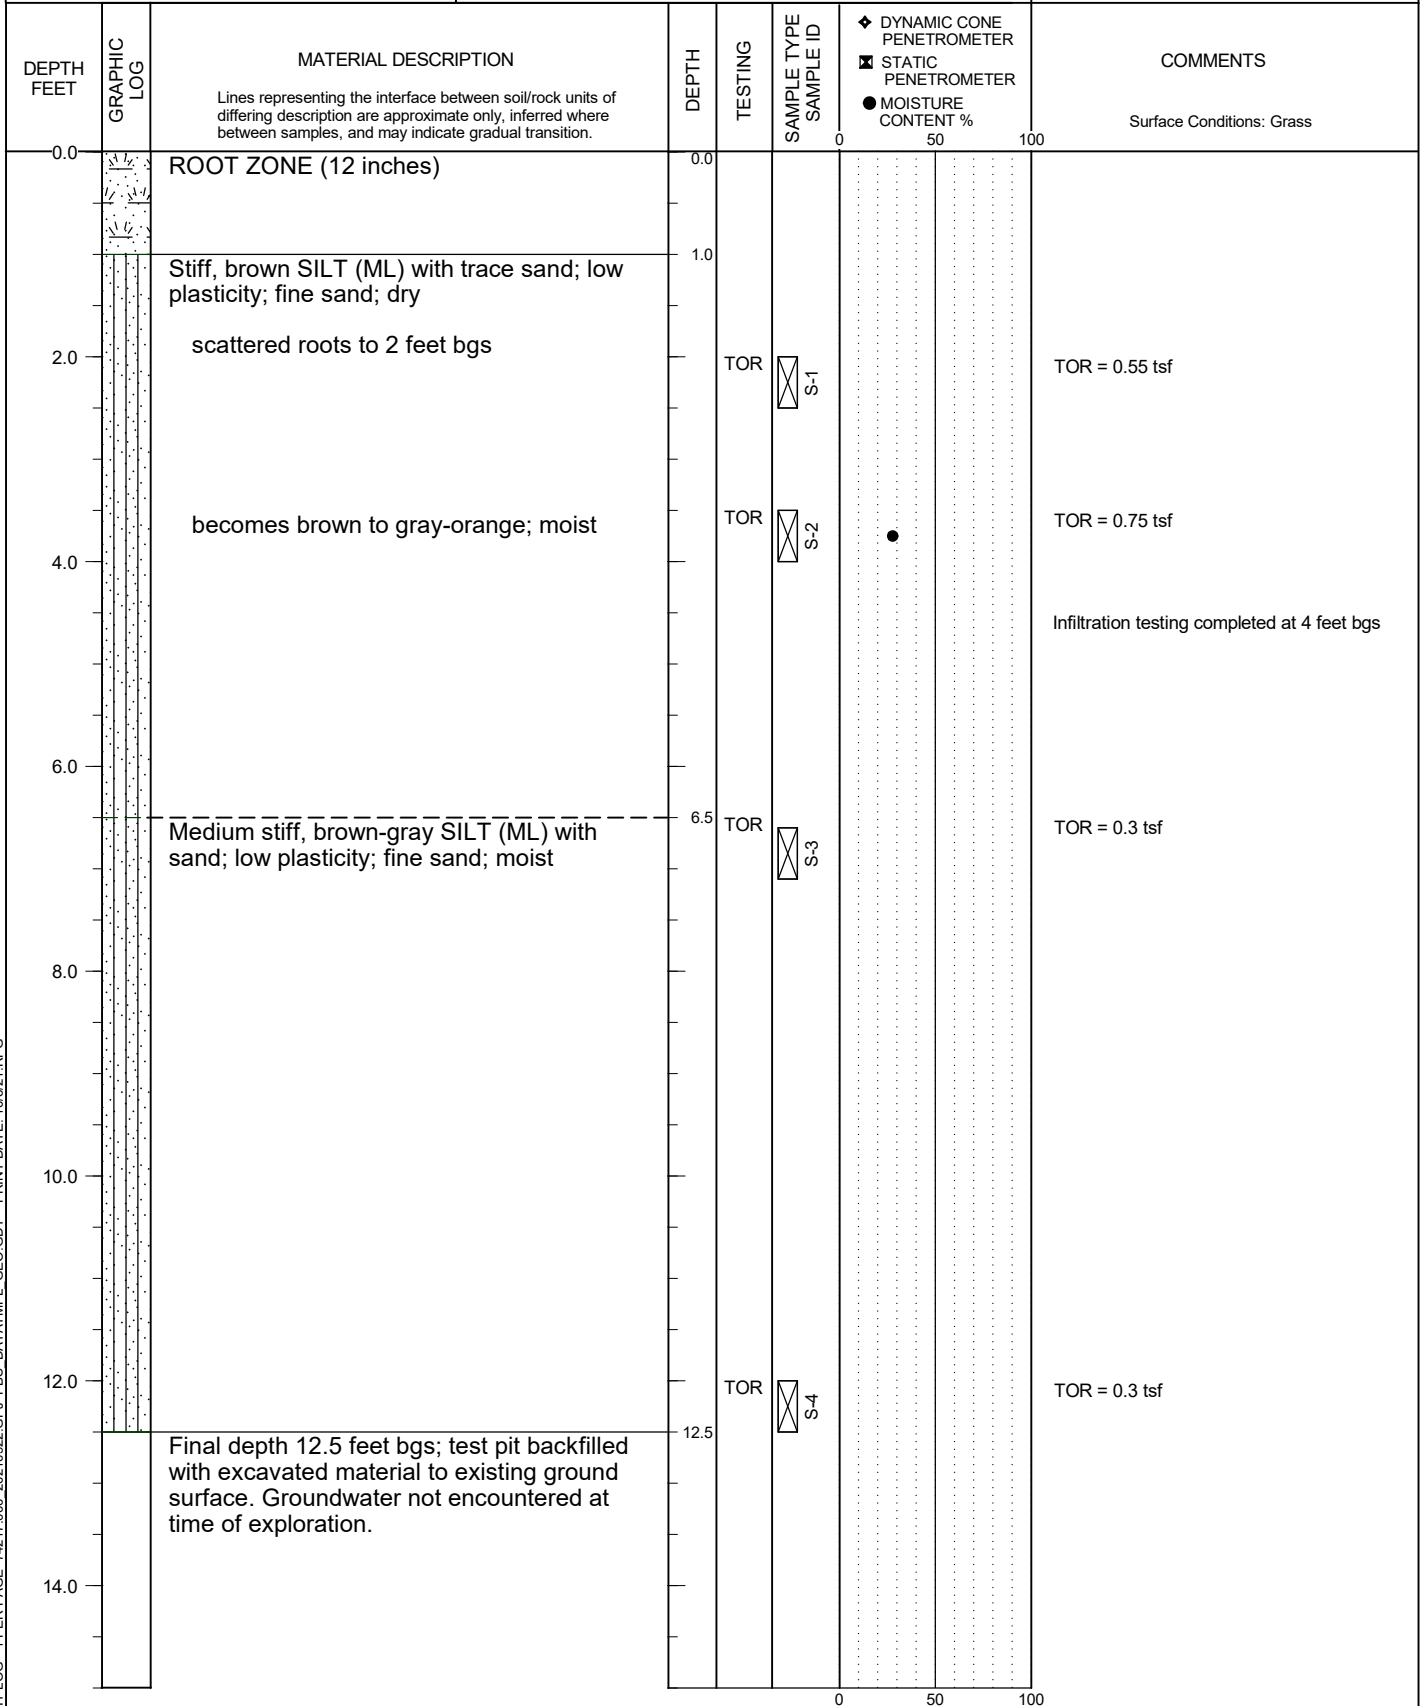 DEPTH
FEET
GRAPHIC
LOG
MATERIAL DESCRIPTION
Lines representing the interface between soil/rock units of
differing description are approximate only, inferred where
between samples, and may indicate gradual transition.
DEPTH
TESTING
SAMPLE TYPE
SAMPLE ID
DYNAMIC CONE
PENETROMETER
STATIC
PENETROMETER
MOISTURE
CONTENT %
0 50 100
COMMENTS
Surface Conditions: Grass
0.0
ROOT ZONE (12 inches)
0.0
Stiff, brown SILT (ML) with trace sand; low
plasticity; fine sand; dry
1.0
scattered roots to 2 feet bgs
2.0
TOR
S-1
TOR = 0.55 tsf
becomes brown to gray-orange; moist
TOR
S-2
TOR = 0.75 tsf
4.0
Infiltration testing completed at 4 feet bgs
6.0
Medium stiff, brown-gray SILT (ML) with
sand; low plasticity; fine sand; moist
6.5
TOR
S-3
TOR = 0.3 tsf
8.0
10.0
12.0
TOR
S-4
TOR = 0.3 tsf
12.5
Final depth 12.5 feet bgs; test pit backfilled
with excavated material to existing ground
surface. Groundwater not encountered at
time of exploration.
14.0
0 50 100